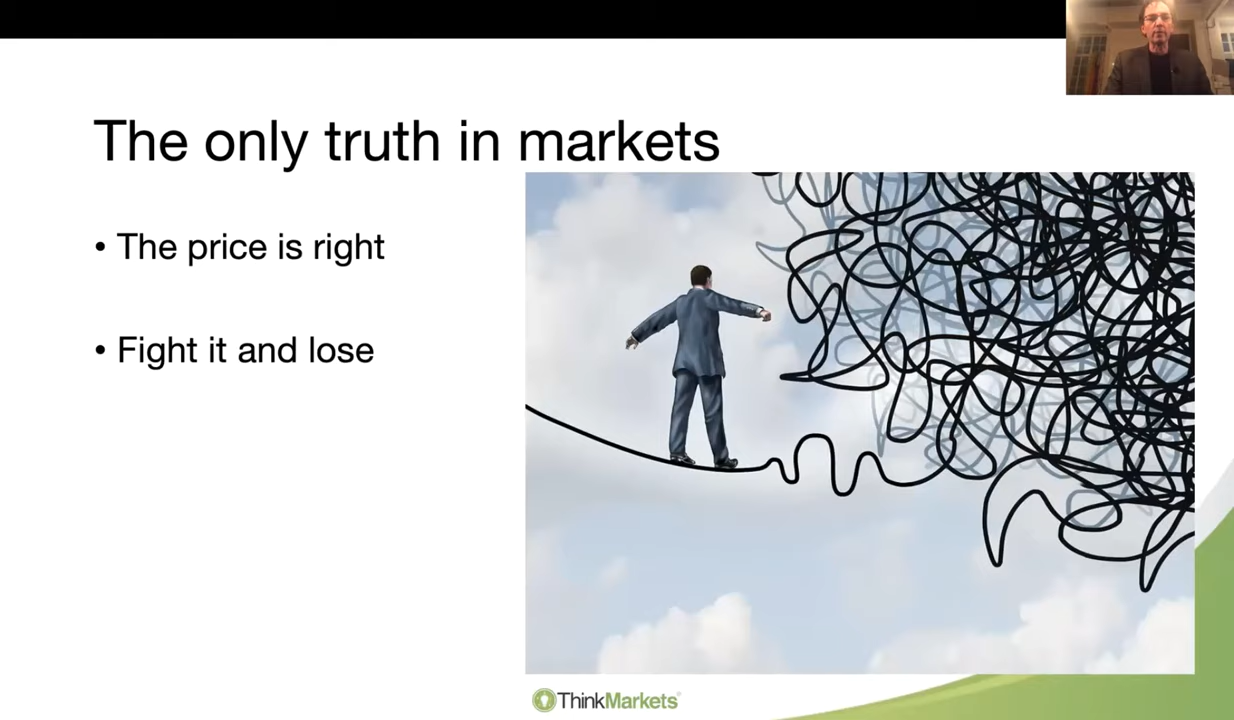 The only truth in markets
• The price is right
• Fight it and lose
ThinkMarkets